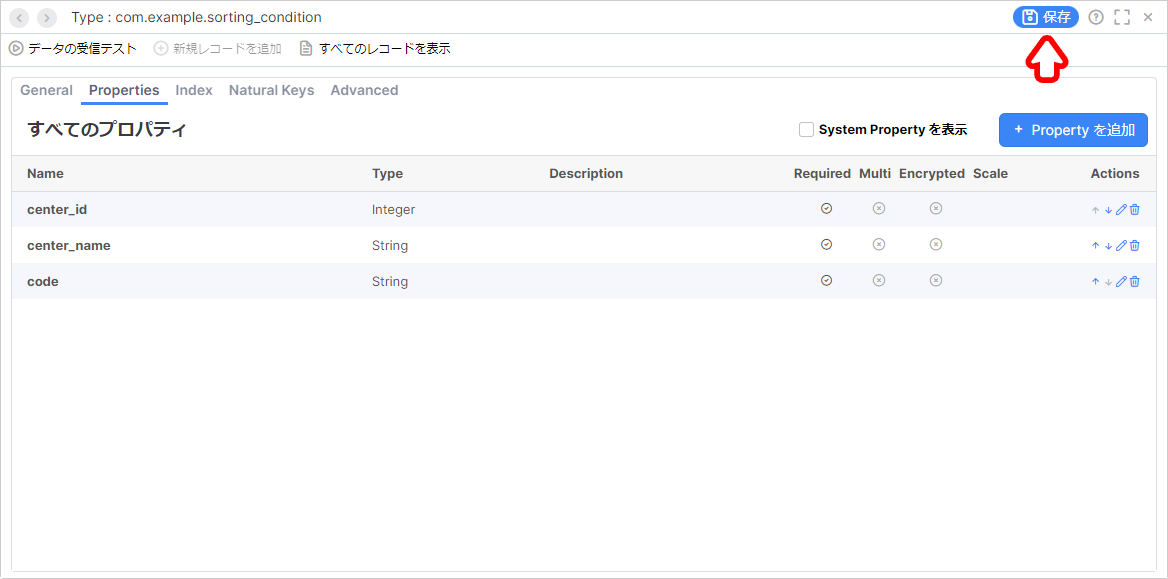 Type : com.example.sorting_condition
保存
データの受信テスト 新規レコードを追加 すべてのレコードを表示
General Properties Index Natural Keys Advanced
すべてのプロパティ
System Property を表示
+ Property を追加
Name Type Description Required Multi Encrypted Scale Actions
center_id Integer
center_name String
code String